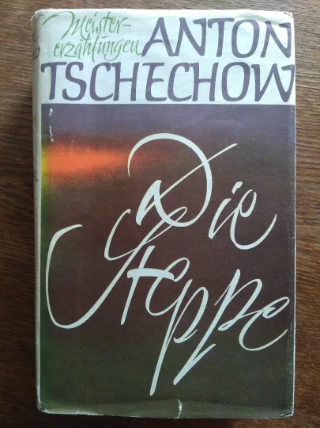 Meister-
erzählungen
ANTON
TSCHECHOW
Die
Steppe